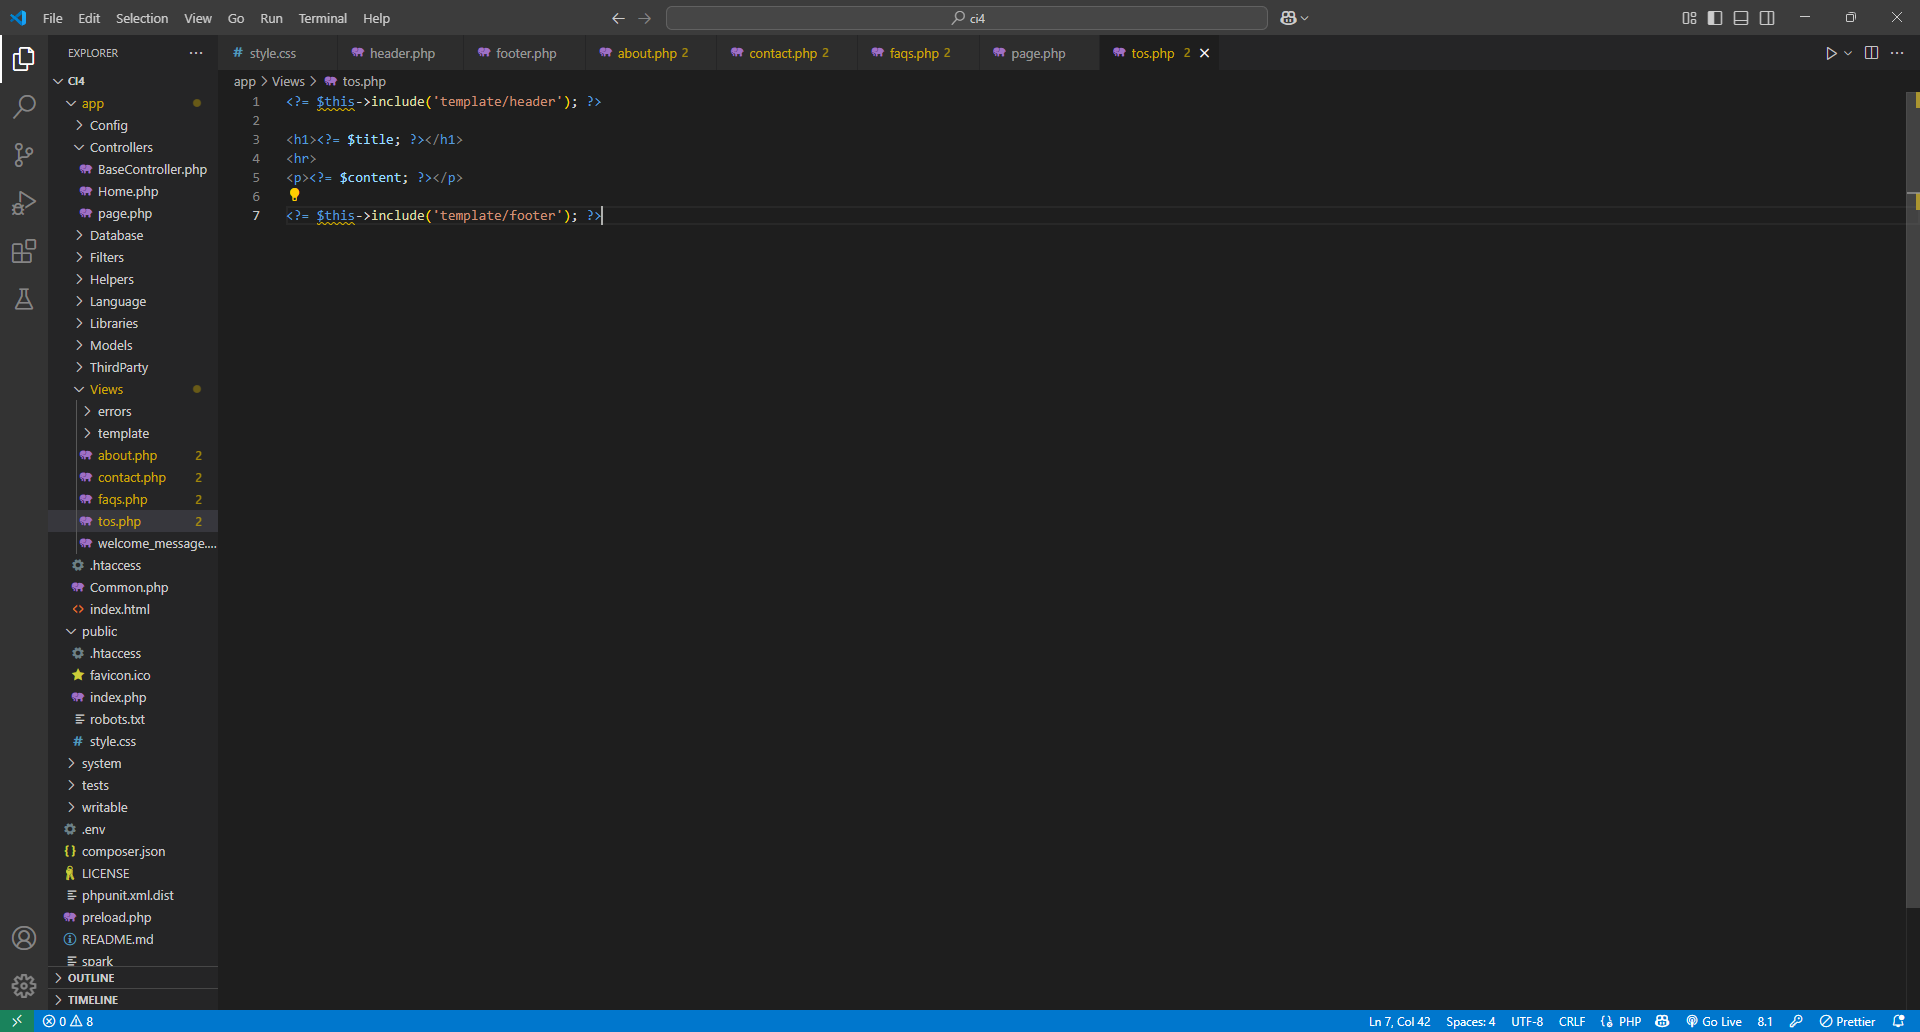 File Edit Selection View Go Run Terminal Help
ci4
EXPLORER
style.css
header.php
footer.php
about.php 2
contact.php 2
faqs.php 2
page.php
tos.php 2
app > Views > tos.php
CI4
app
Config
Controllers
BaseController.php
Home.php
page.php
Database
Filters
Helpers
Language
Libraries
Models
ThirdParty
Views
errors
template
about.php 2
contact.php 2
faqs.php 2
tos.php 2
welcome_message....
.htaccess
Common.php
index.html
public
.htaccess
favicon.ico
index.php
robots.txt
style.css
system
tests
writable
.env
composer.json
LICENSE
phpunit.xml.dist
preload.php
README.md
spark
OUTLINE
TIMELINE
1 <?= $this->include('template/header'); ?>
2
3 <h1><?= $title; ?></h1>
4 <hr>
5 <p><?= $content; ?></p>
6
7 <?= $this->include('template/footer'); ?>
0 8
Ln 7, Col 42 Spaces: 4 UTF-8 CRLF {} PHP Go Live 8.1 Prettier